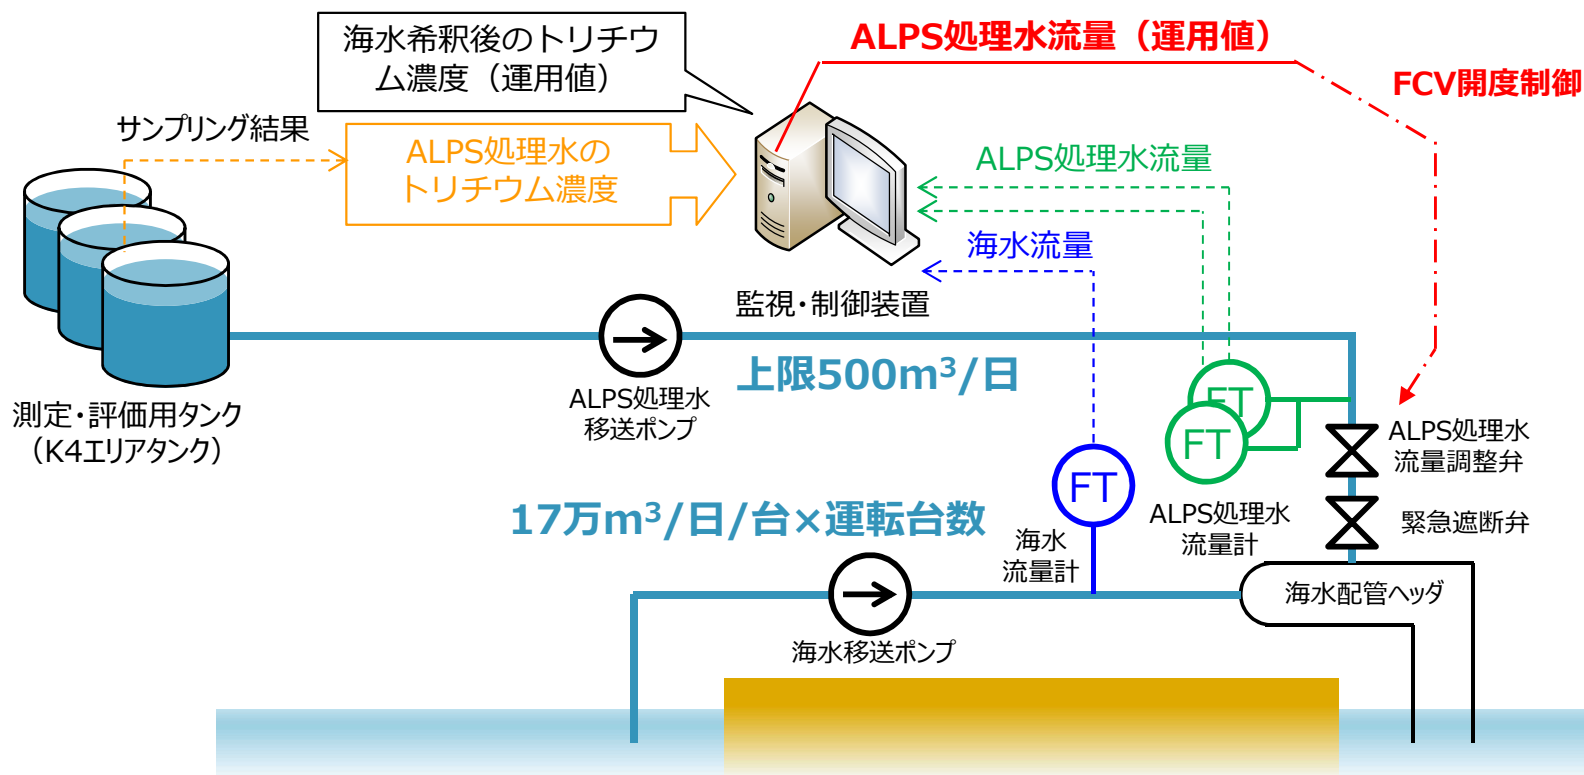 海水希釈後のトリチウ
ム濃度（運用値）
ALPS処理水流量（運用値）
FCV開度制御
サンプリング結果
ALPS処理水の
トリチウム濃度
ALPS処理水流量
海水流量
監視・制御装置
上限500m³/日
ALPS処理水
移送ポンプ
測定・評価用タンク
（K4エリアタンク）
FT
FT
ALPS処理水
流量調整弁
FT
17万m³/日/台×運転台数
ALPS処理水
流量計
緊急遮断弁
海水
流量計
海水配管ヘッダ
海水移送ポンプ